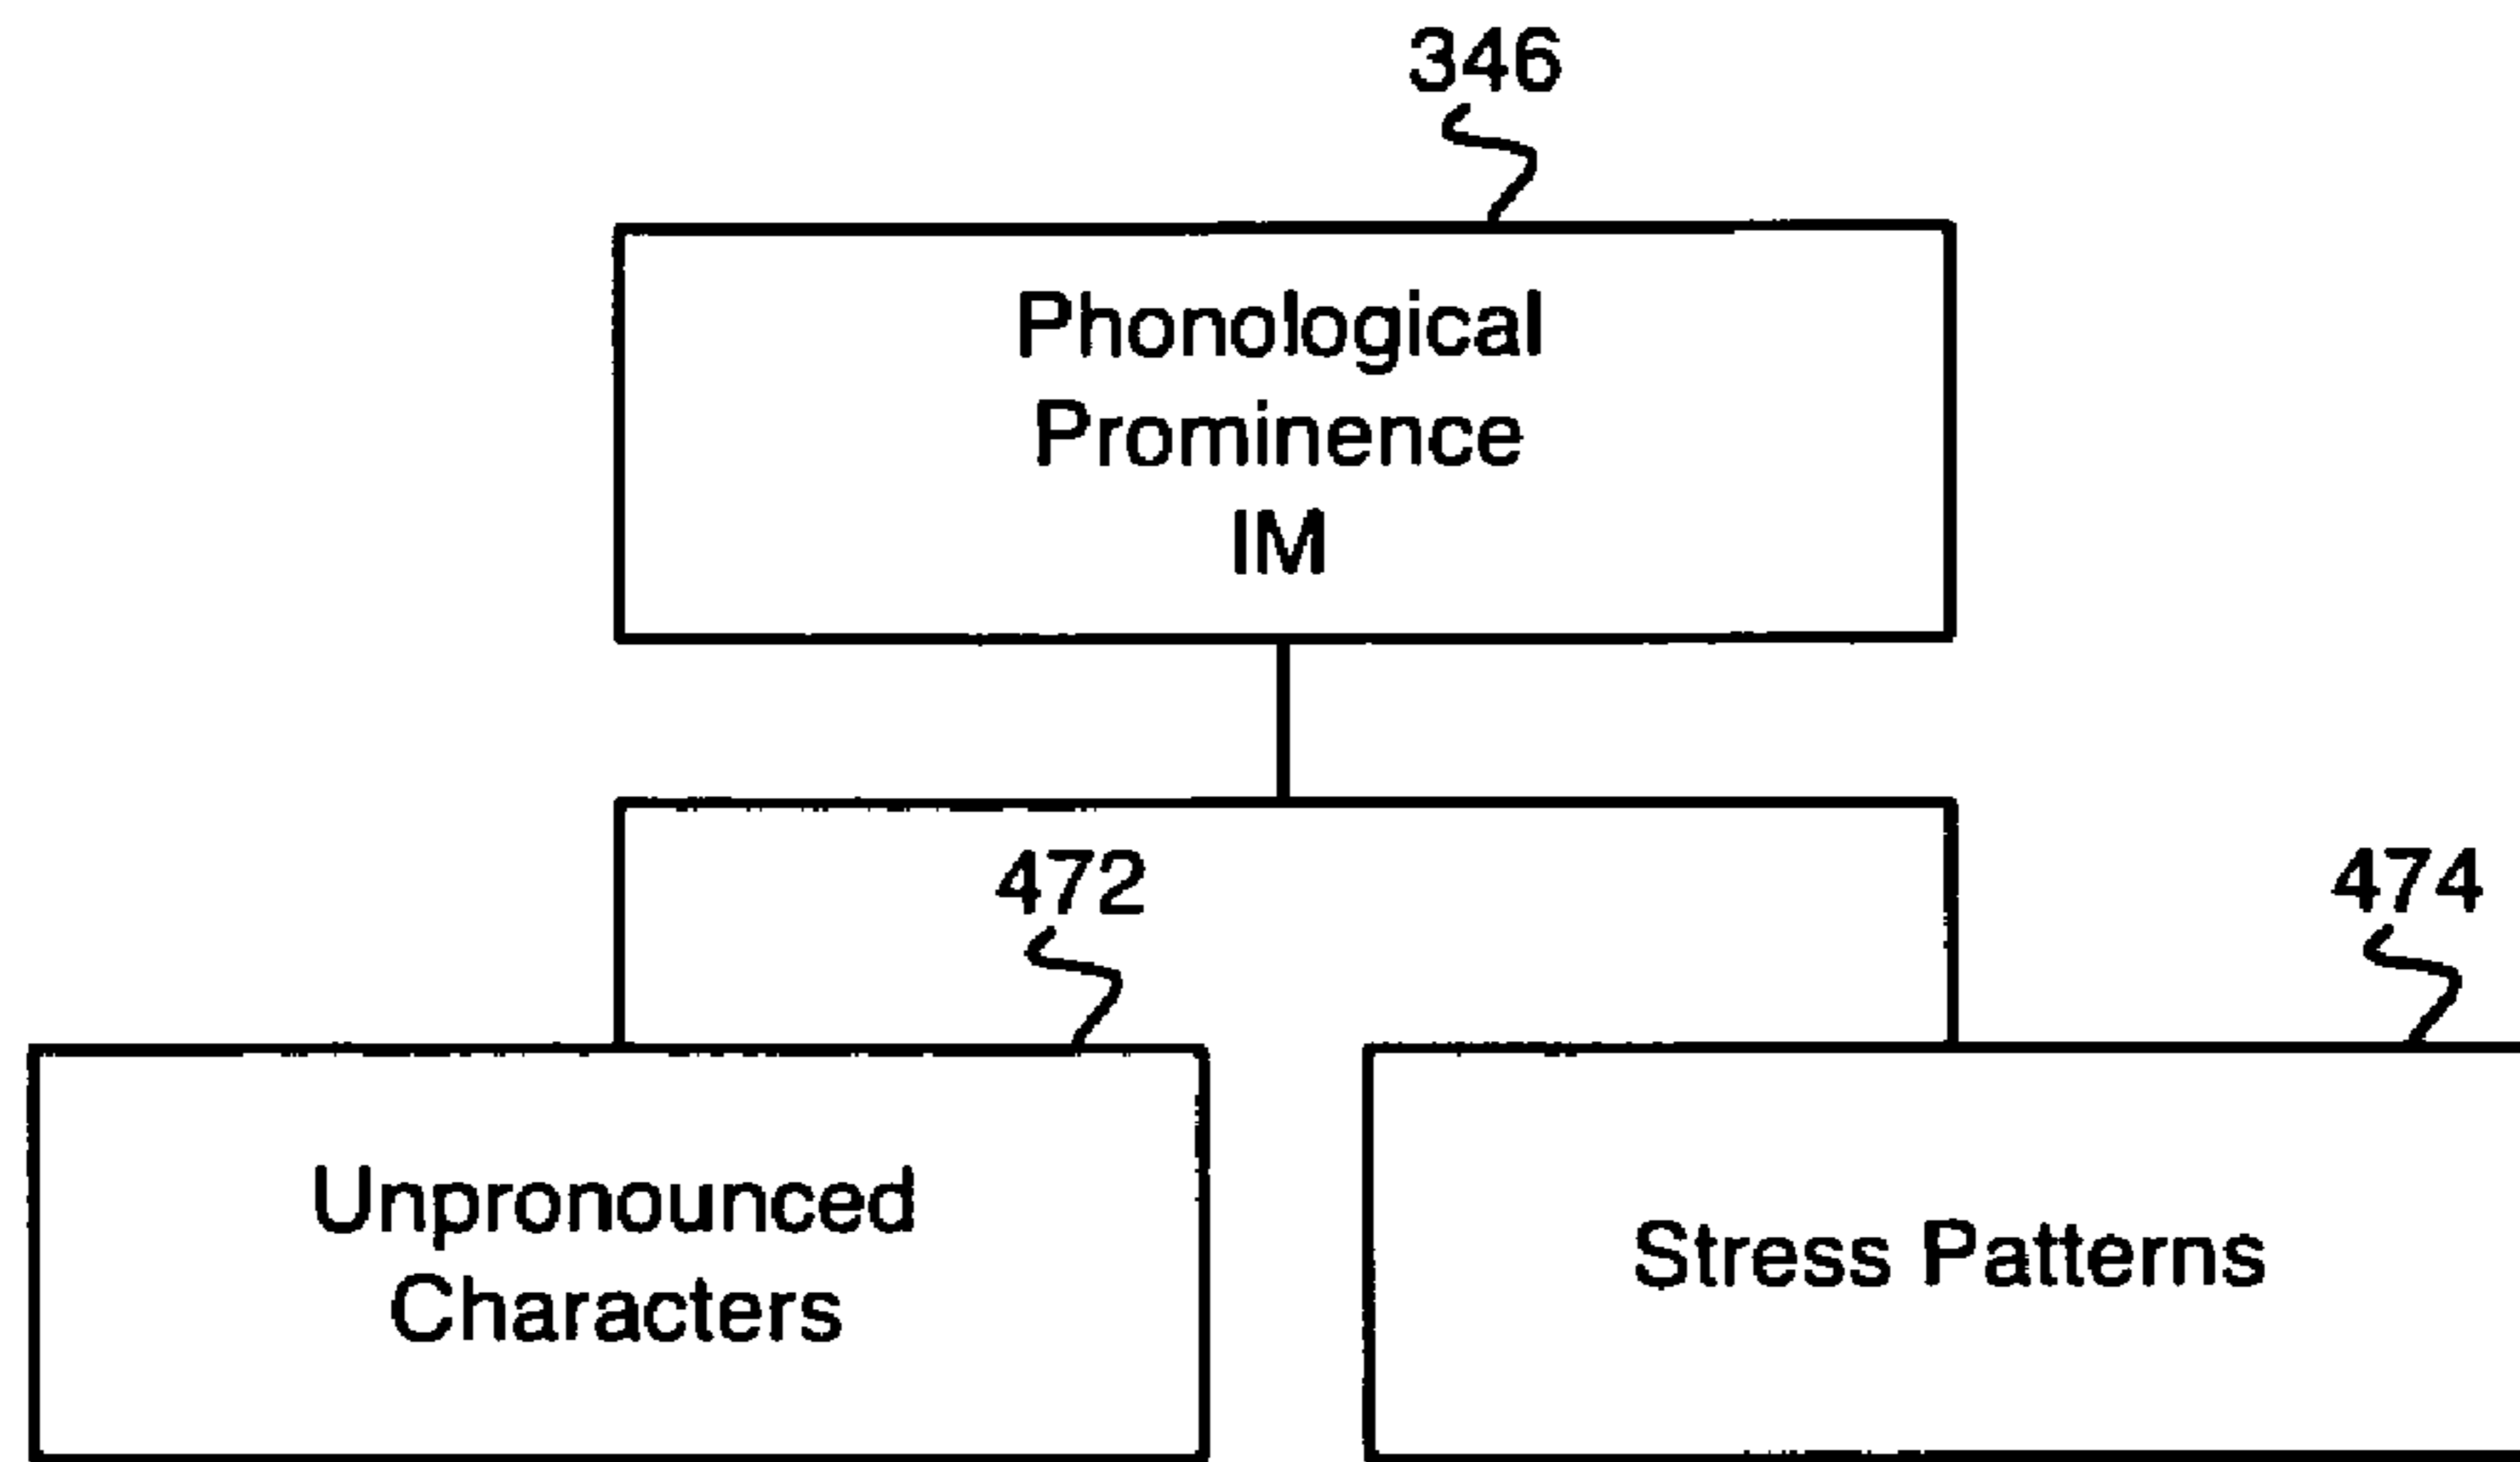 346
Phonological
Prominence
IM
472
474
Unpronounced
Characters
Stress Patterns